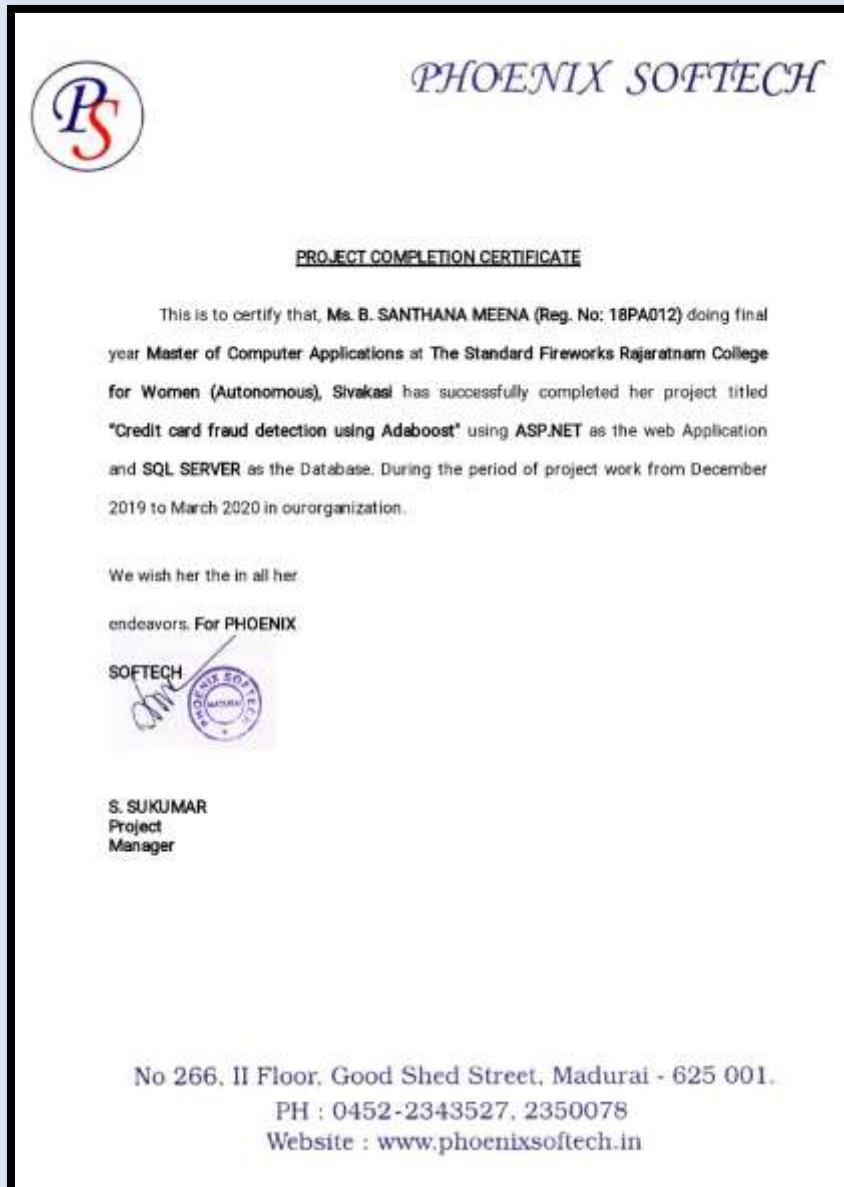 PS
PHOENIX SOFTECH
PROJECT COMPLETION CERTIFICATE
This is to certify that, Ms. B. SANTHANA MEENA (Reg. No: 18PA012) doing final
year Master of Computer Applications at The Standard Fireworks Rajaratnam College
for Women (Autonomous), Sivakasi has successfully completed her project titled
"Credit card fraud detection using Adaboost" using ASP.NET as the web Application
and SQL SERVER as the Database. During the period of project work from December
2019 to March 2020 in ourorganization.
We wish her the in all her
endeavors. For PHOENIX
SOFTECH
PHOENIX SOFTECH
MADURAI
S. SUKUMAR
Project
Manager
No 266, II Floor, Good Shed Street, Madurai - 625 001.
PH : 0452-2343527, 2350078
Website : www.phoenixsoftech.in